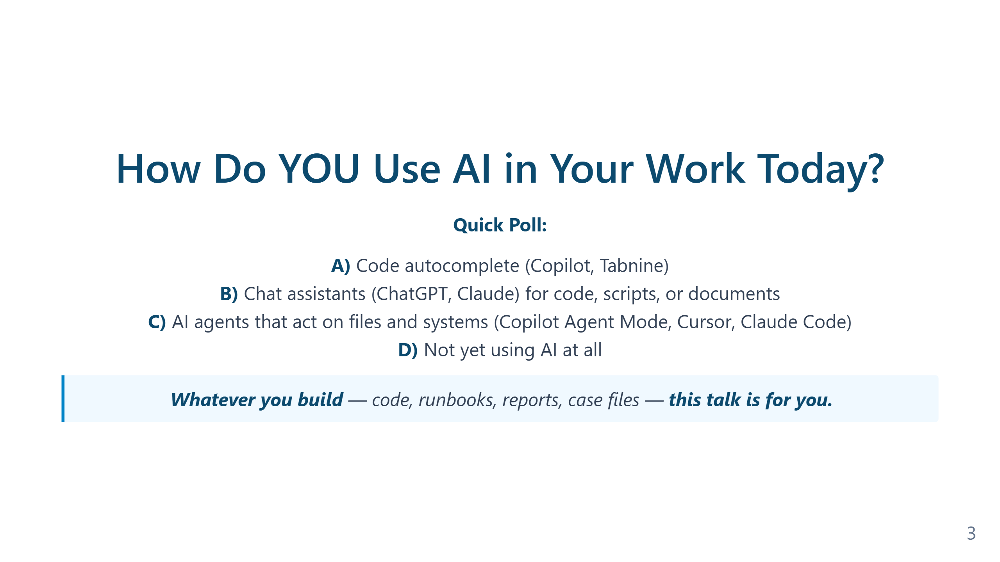 How Do YOU Use AI in Your Work Today?
Quick Poll:
A) Code autocomplete (Copilot, Tabnine)
B) Chat assistants (ChatGPT, Claude) for code, scripts, or documents
C) AI agents that act on files and systems (Copilot Agent Mode, Cursor, Claude Code)
D) Not yet using AI at all
Whatever you build — code, runbooks, reports, case files — this talk is for you.
3